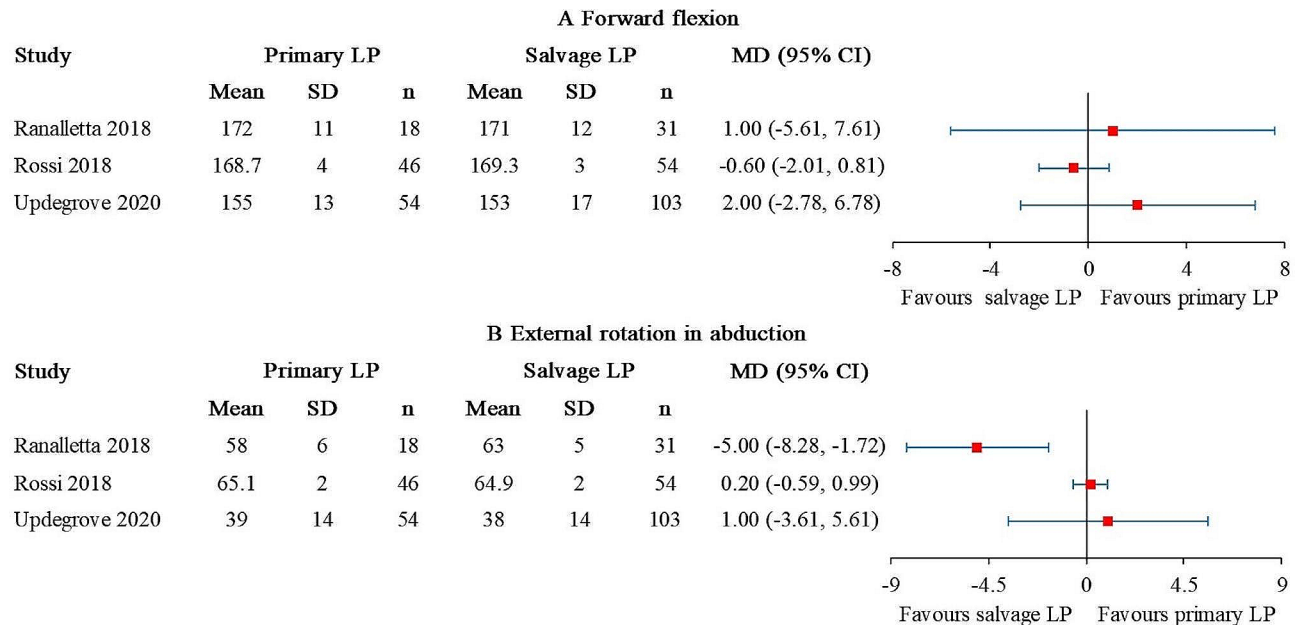 A Forward flexion
Study Primary LP Salvage LP MD (95% CI)
Mean SD n Mean SD n
Ranalletta 2018 172 11 18 171 12 31 1.00 (-5.61, 7.61)
Rossi 2018 168.7 4 46 169.3 3 54 -0.60 (-2.01, 0.81)
Updegrove 2020 155 13 54 153 17 103 2.00 (-2.78, 6.78)
-8 -4 0 4 8
Favours salvage LP Favours primary LP
B External rotation in abduction
Study Primary LP Salvage LP MD (95% CI)
Mean SD n Mean SD n
Ranalletta 2018 58 6 18 63 5 31 -5.00 (-8.28, -1.72)
Rossi 2018 65.1 2 46 64.9 2 54 0.20 (-0.59, 0.99)
Updegrove 2020 39 14 54 38 14 103 1.00 (-3.61, 5.61)
-9 -4.5 0 4.5 9
Favours salvage LP Favours primary LP